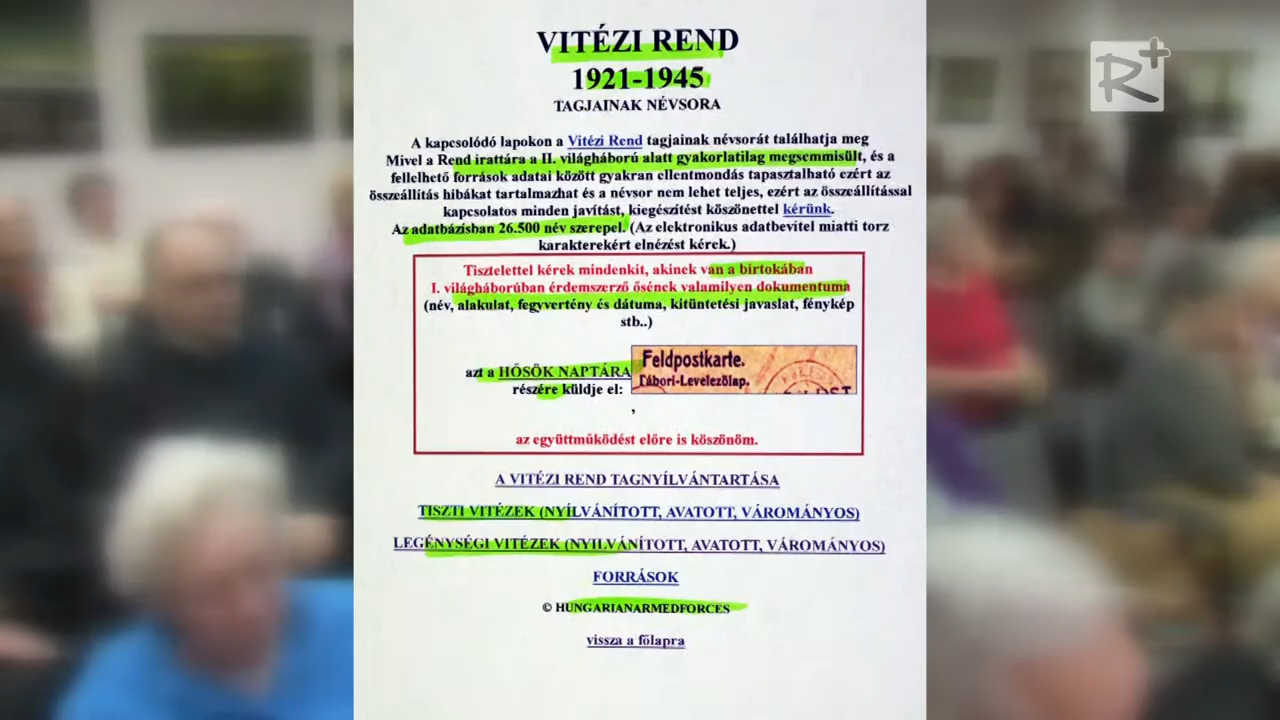 VITÉZI REND
1921-1945
TAGJAINAK NÉVSORA
R+
A kapcsolódó lapokon a Vitézi Rend tagjainak névsorát találhatja meg
Mivel a Rend irattára a II. világháború alatt gyakorlatilag megsemmisült, és a
fellelhető források adatai között gyakran ellentmondás tapasztalható ezért az
összeállítás hibákat tartalmazhat és a névsor nem lehet teljes, ezért az összeállítással
kapcsolatos minden javítást, kiegészítést köszönettel kérünk.
Az adatbázisban 26.500 név szerepel. (Az elektronikus adatbevitel miatti torz
karakterekért elnézést kérek.)
Tisztelettel kérek mindenkit, akinek van a birtokában
I. világháborúban érdemszerző ősének valamilyen dokumentuma
(név, alakulat, fegyvertény és dátuma, kitüntetési javaslat, fénykép
stb..)
azt a HŐSÖK NAPTÁRA
részére küldje el:
Feldpostkarte.
Tábori-Levelezőlap.
,
az együttműködést előre is köszönöm.
A VITÉZI REND TAGNYÍLVÁNTARTÁSA
TISZTI VITÉZEK (NYÍLVÁNÍTOTT, AVATOTT, VÁROMÁNYOS)
LEGÉNYSÉGI VITÉZEK (NYILVÁNÍTOTT, AVATOTT, VÁROMÁNYOS)
FORRÁSOK
© HUNGARIANARMEDFORCES
vissza a főlapra